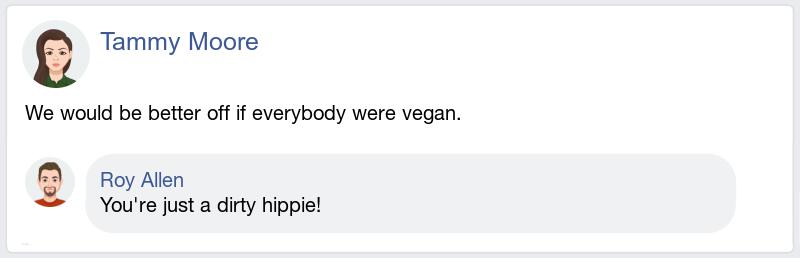 Tammy Moore
We would be better off if everybody were vegan.
Roy Allen
You're just a dirty hippie!